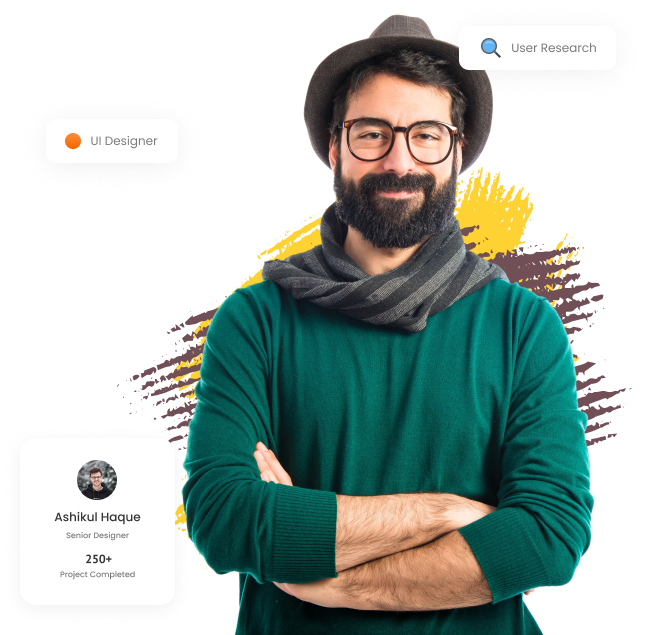 User Research
UI Designer
Ashikul Haque
Senior Designer
250+
Project Completed